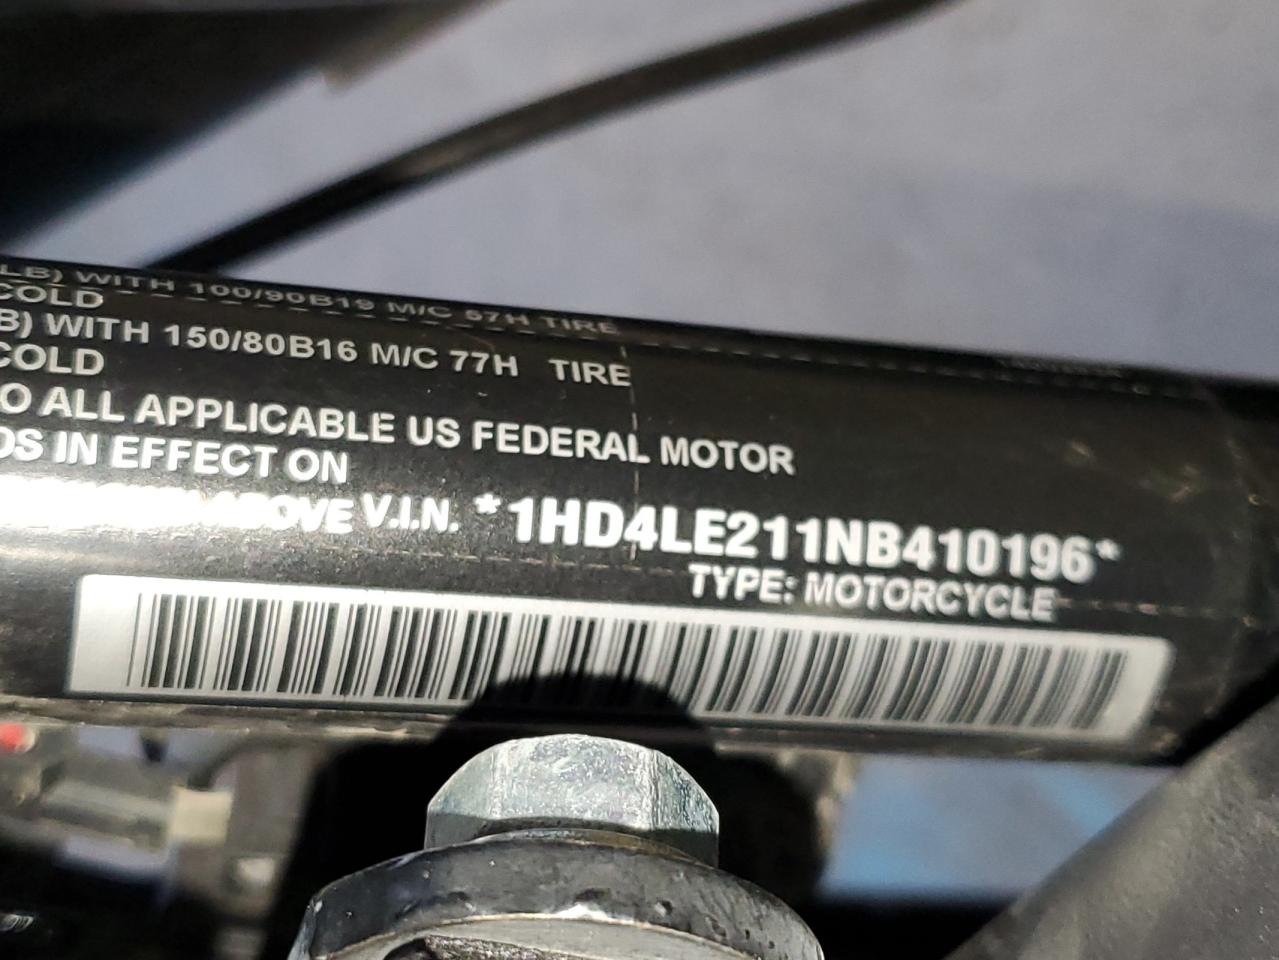 LB) WITH 100/90B19 M/C 57H TIRE
COLD
B) WITH 150/80B16 M/C 77H TIRE
COLD
O ALL APPLICABLE US FEDERAL MOTOR
DS IN EFFECT ON
ABOVE V.I.N. *1HD4LE211NB410196*
TYPE: MOTORCYCLE